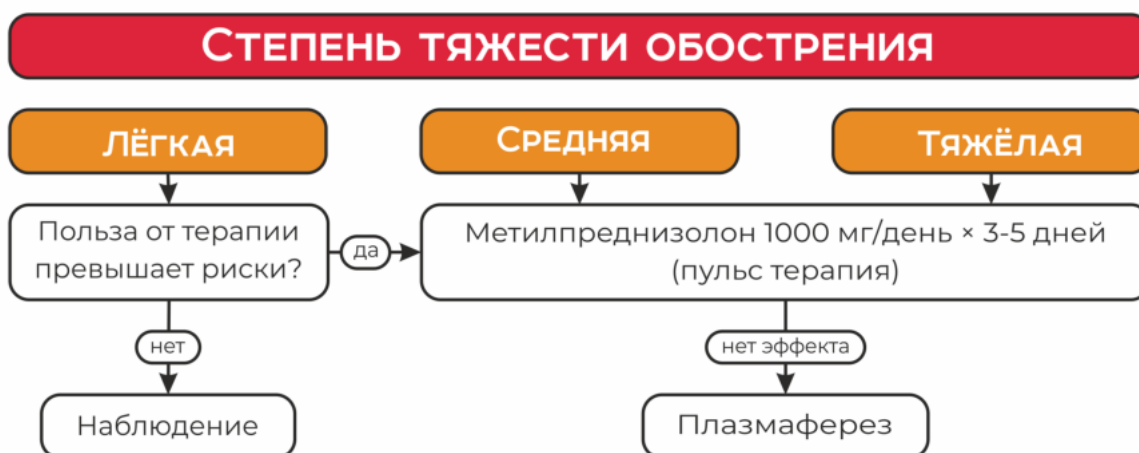 СТЕПЕНЬ ТЯЖЕСТИ ОБОСТРЕНИЯ
ЛЁГКАЯ
СРЕДНЯЯ
ТЯЖЁЛАЯ
Польза от терапии
превышает риски?
да
Метилпреднизолон 1000 мг/день × 3-5 дней
(пульс терапия)
нет
нет эффекта
Наблюдение
Плазмаферез